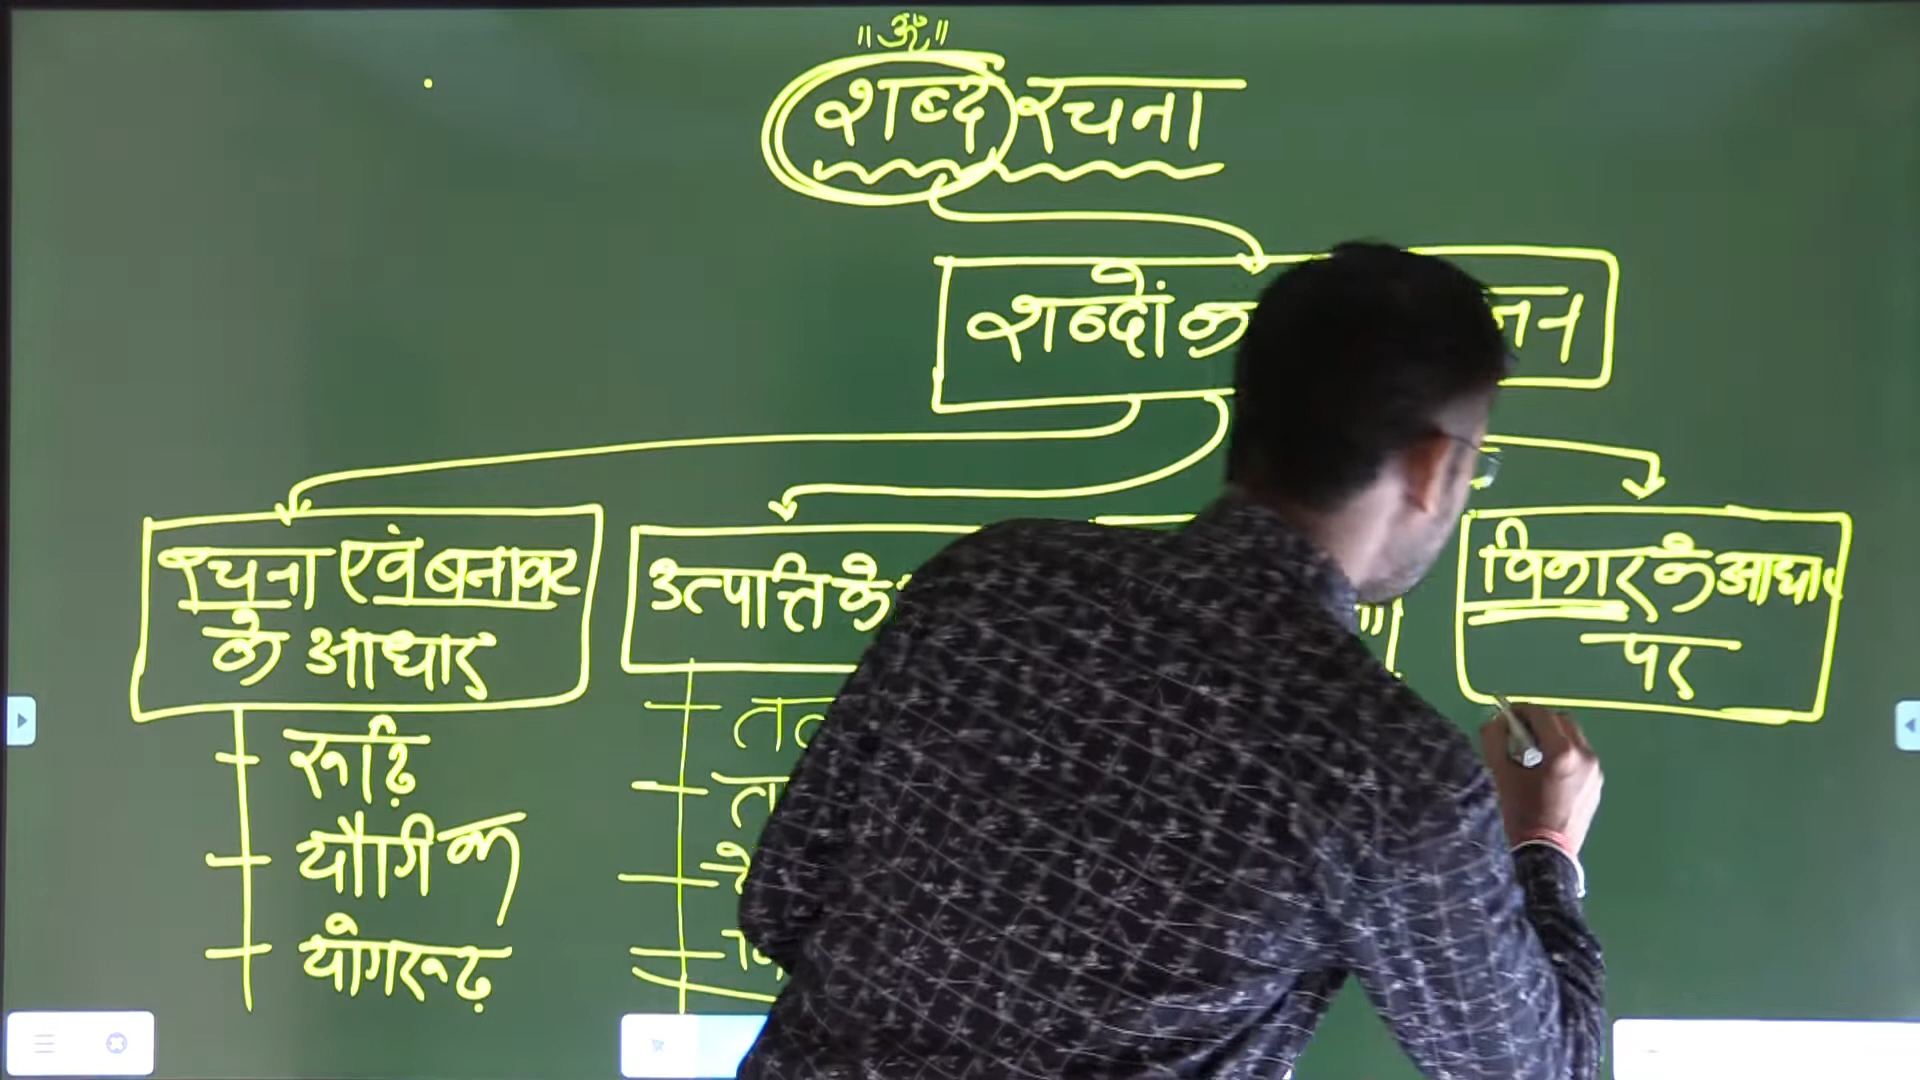 ॥ ॐ ॥
शब्द रचना
शब्दों
रचना एवं बनावट
के आधार
रूढ़ि
यौगिक
योगरूढ़
उत्पत्ति के
विकार के आधार
पर